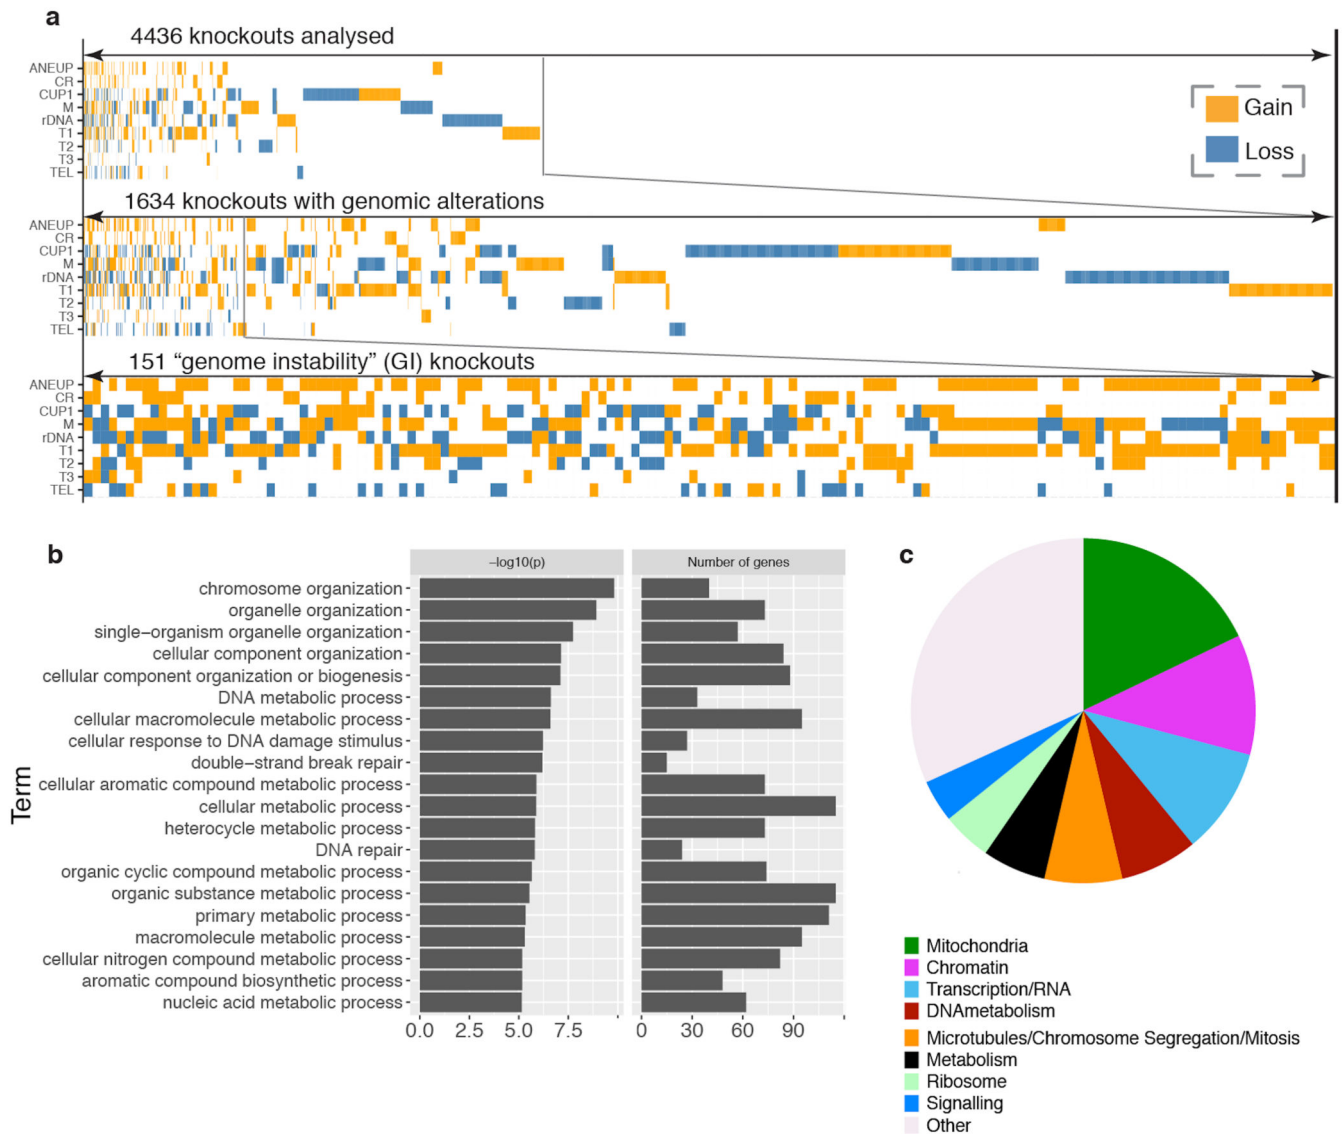 a
4436 knockouts analysed
ANEUP
CR
CUP1
M
rDNA
T1
T2
T3
TEL
Gain
Loss
1634 knockouts with genomic alterations
ANEUP
CR
CUP1
M
rDNA
T1
T2
T3
TEL
151 “genome instability” (GI) knockouts
ANEUP
CR
CUP1
M
rDNA
T1
T2
T3
TEL
b
−log10(p)
Number of genes
Term
chromosome organization
organelle organization
single−organism organelle organization
cellular component organization
cellular component organization or biogenesis
DNA metabolic process
cellular macromolecule metabolic process
cellular response to DNA damage stimulus
double−strand break repair
cellular aromatic compound metabolic process
cellular metabolic process
heterocycle metabolic process
DNA repair
organic cyclic compound metabolic process
organic substance metabolic process
primary metabolic process
macromolecule metabolic process
cellular nitrogen compound metabolic process
aromatic compound biosynthetic process
nucleic acid metabolic process
0.0 2.5 5.0 7.5
0 30 60 90
c
Mitochondria
Chromatin
Transcription/RNA
DNAmetabolism
Microtubules/Chromosome Segregation/Mitosis
Metabolism
Ribosome
Signalling
Other